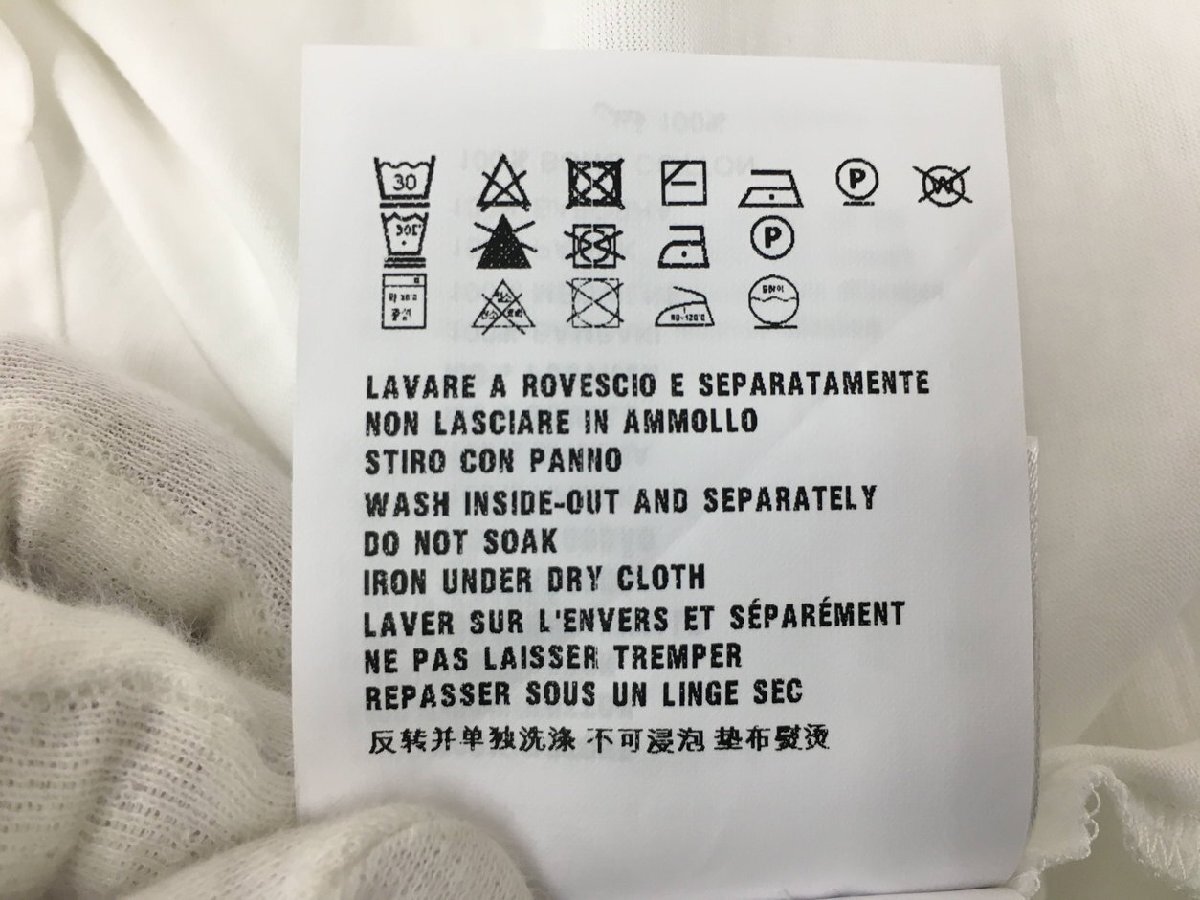 30
P
W
30C
P
LAVARE A ROVESCIO E SEPARATAMENTE
NON LASCIARE IN AMMOLLO
STIRO CON PANNO
WASH INSIDE-OUT AND SEPARATELY
DO NOT SOAK
IRON UNDER DRY CLOTH
LAVER SUR L'ENVERS ET SÉPARÉMENT
NE PAS LAISSER TREMPER
REPASSER SOUS UN LINGE SEC
反转并单独洗涤 不可浸泡 垫布熨烫